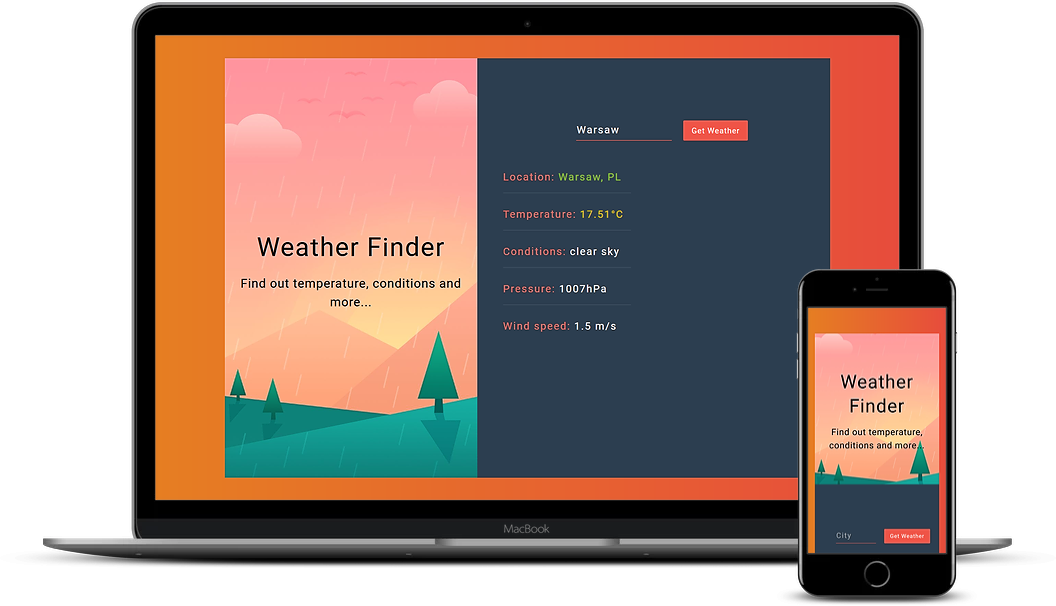 Weather Finder
Find out temperature, conditions and
more...
Warsaw
Get Weather
Location: Warsaw, PL
Temperature: 17.51°C
Conditions: clear sky
Pressure: 1007hPa
Wind speed: 1.5 m/s
MacBook
Weather
Finder
Find out temperature,
conditions and more...
City
Get Weather